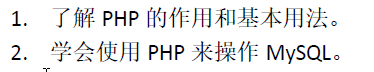 1. 了解 PHP 的作用和基本用法。
2. 学会使用 PHP 来操作 MySQL。